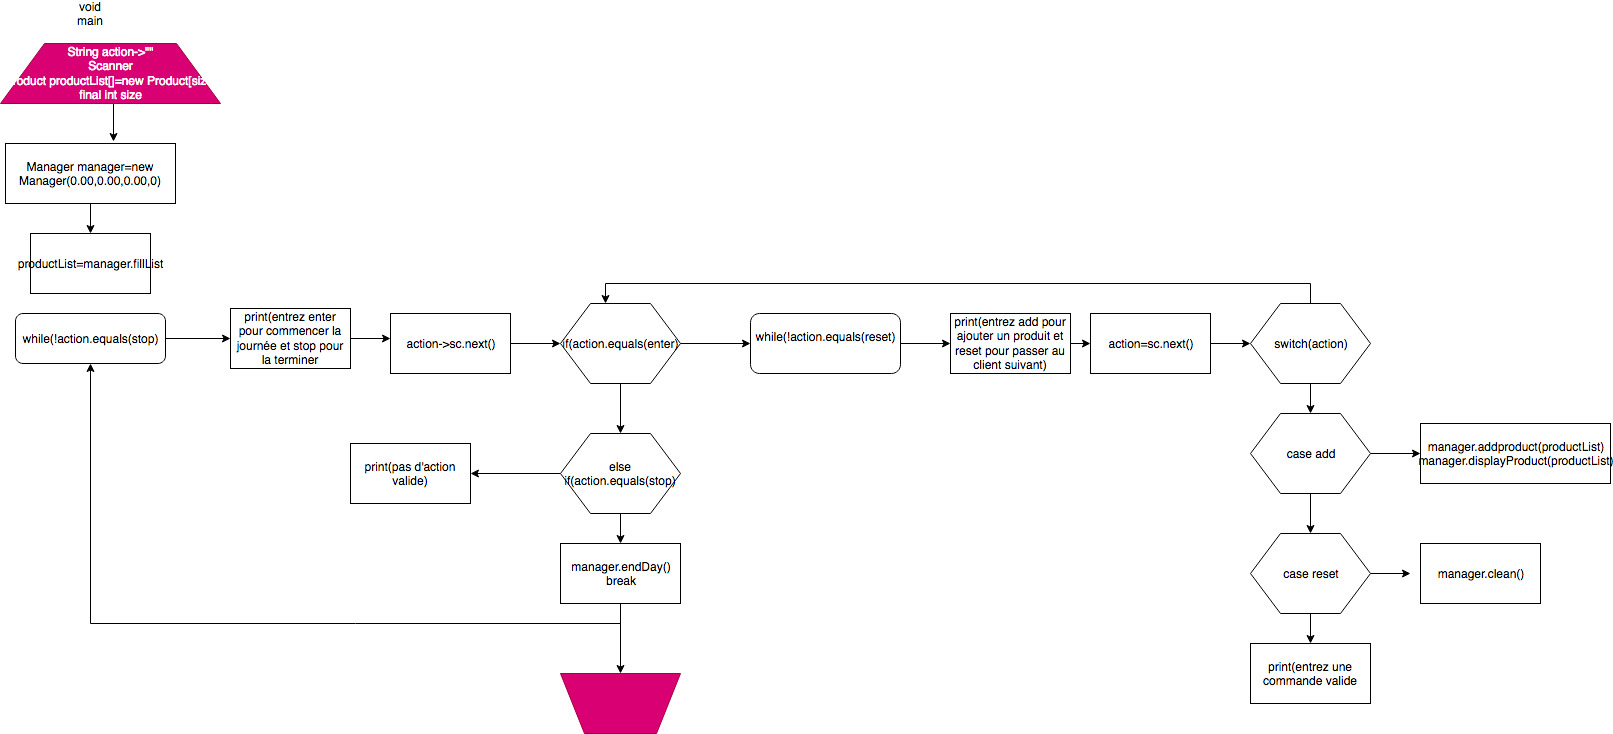 void
main
String action->""
Scanner
oduct productList[]=new Product[siz
final int size
Manager manager=new
Manager(0.00,0.00,0.00,0)
productList=manager.fillList
while(!action.equals(stop)
print(entrez enter
pour commencer la
journée et stop pour
la terminer
action->sc.next()
if(action.equals(enter)
while(!action.equals(reset)
print(entrez add pour
ajouter un produit et
reset pour passer au
client suivant)
action=sc.next()
switch(action)
print(pas d'action
valide)
else
if(action.equals(stop)
case add
manager.addproduct(productList)
manager.displayProduct(productList)
manager.endDay()
break
case reset
manager.clean()
print(entrez une
commande valide